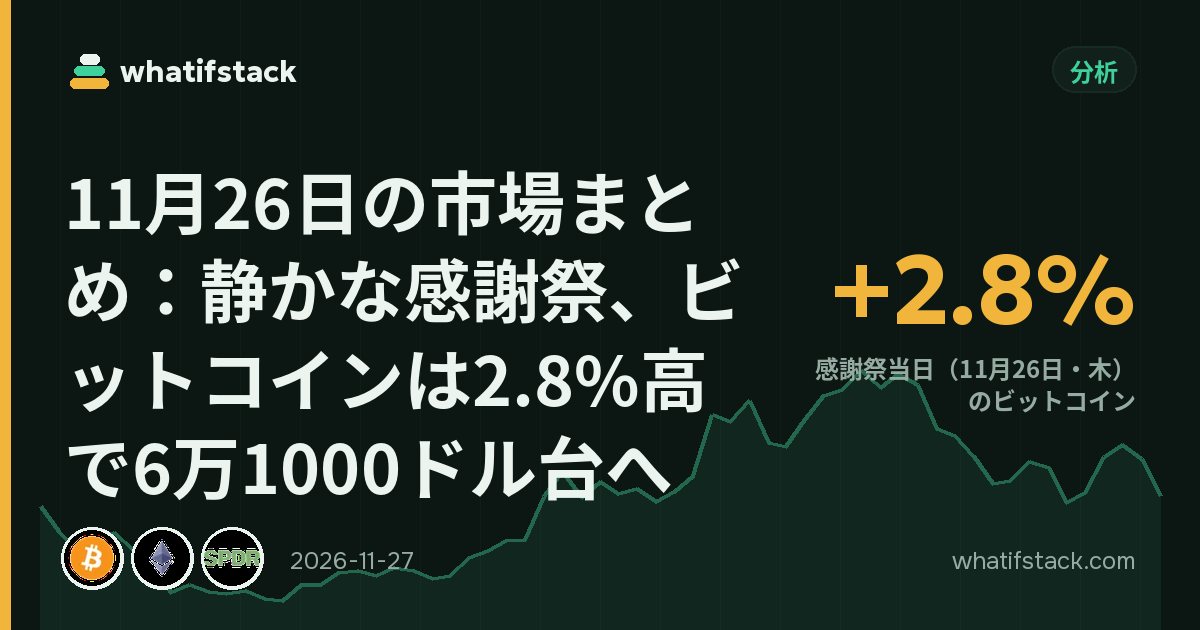 whatifstack
分析
11月26日の市場まと
め：静かな感謝祭、ビ
ットコインは2.8%高
で6万1000ドル台へ
+2.8%
感謝祭当日（11月26日・木）
のビットコイン
SPDR
2026-11-27
whatifstack.com